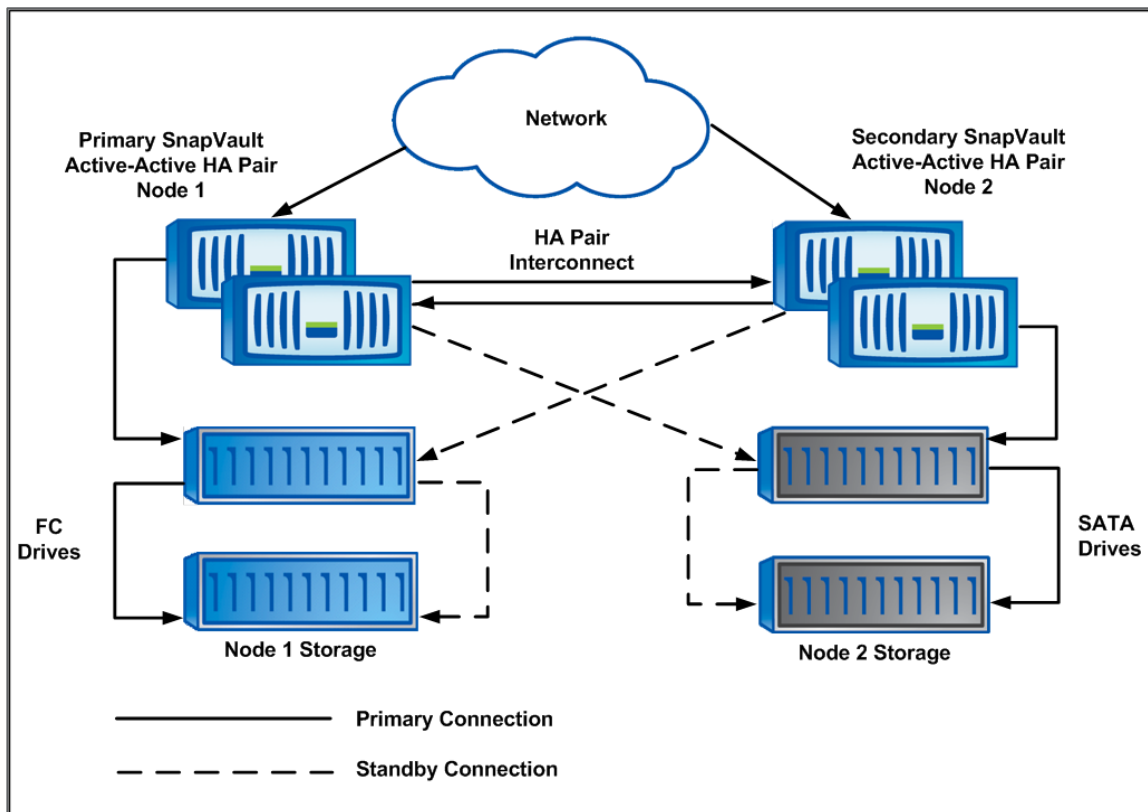 Network
Primary SnapVault
Active-Active HA Pair
Node 1
Secondary SnapVault
Active-Active HA Pair
Node 2
HA Pair
Interconnect
FC
Drives
SATA
Drives
Node 1 Storage
Node 2 Storage
Primary Connection
Standby Connection